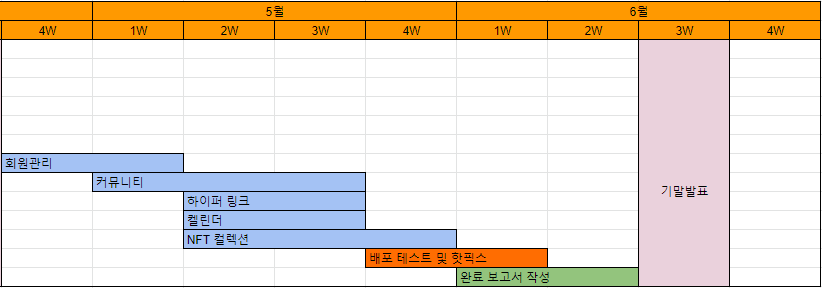 5월 6월
4W 1W 2W 3W 4W 1W 2W 3W 4W
회원관리
커뮤니티
하이퍼 링크
기말발표
켈린더
NFT 컬렉션
배포 테스트 및 핫픽스
완료 보고서 작성